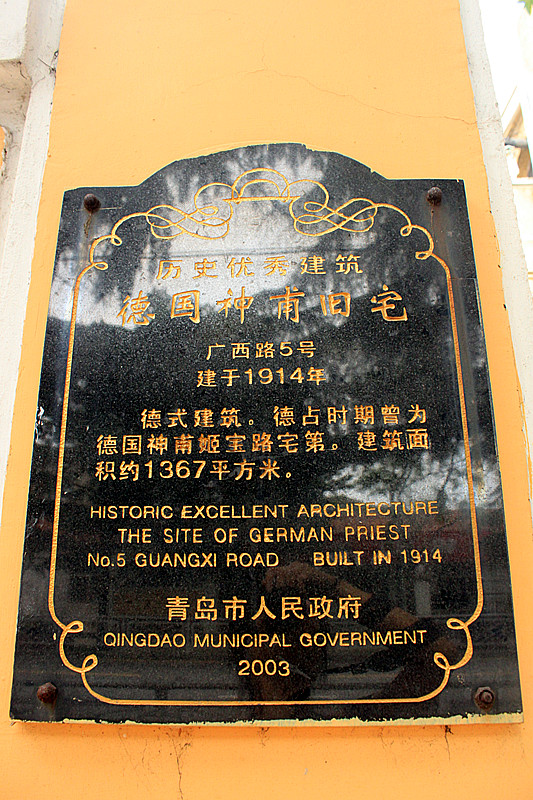 历史优秀建筑
德国神甫旧宅
广西路5号
建于1914年
德式建筑。德占时期曾为
德国神甫姬宝路宅第。建筑面
积约1367平方米。
HISTORIC EXCELLENT ARCHITECTURE
THE SITE OF GERMAN PRIEST
No.5 GUANGXI ROAD BUILT IN 1914
青岛市人民政府
QINGDAO MUNICIPAL GOVERNMENT
2003